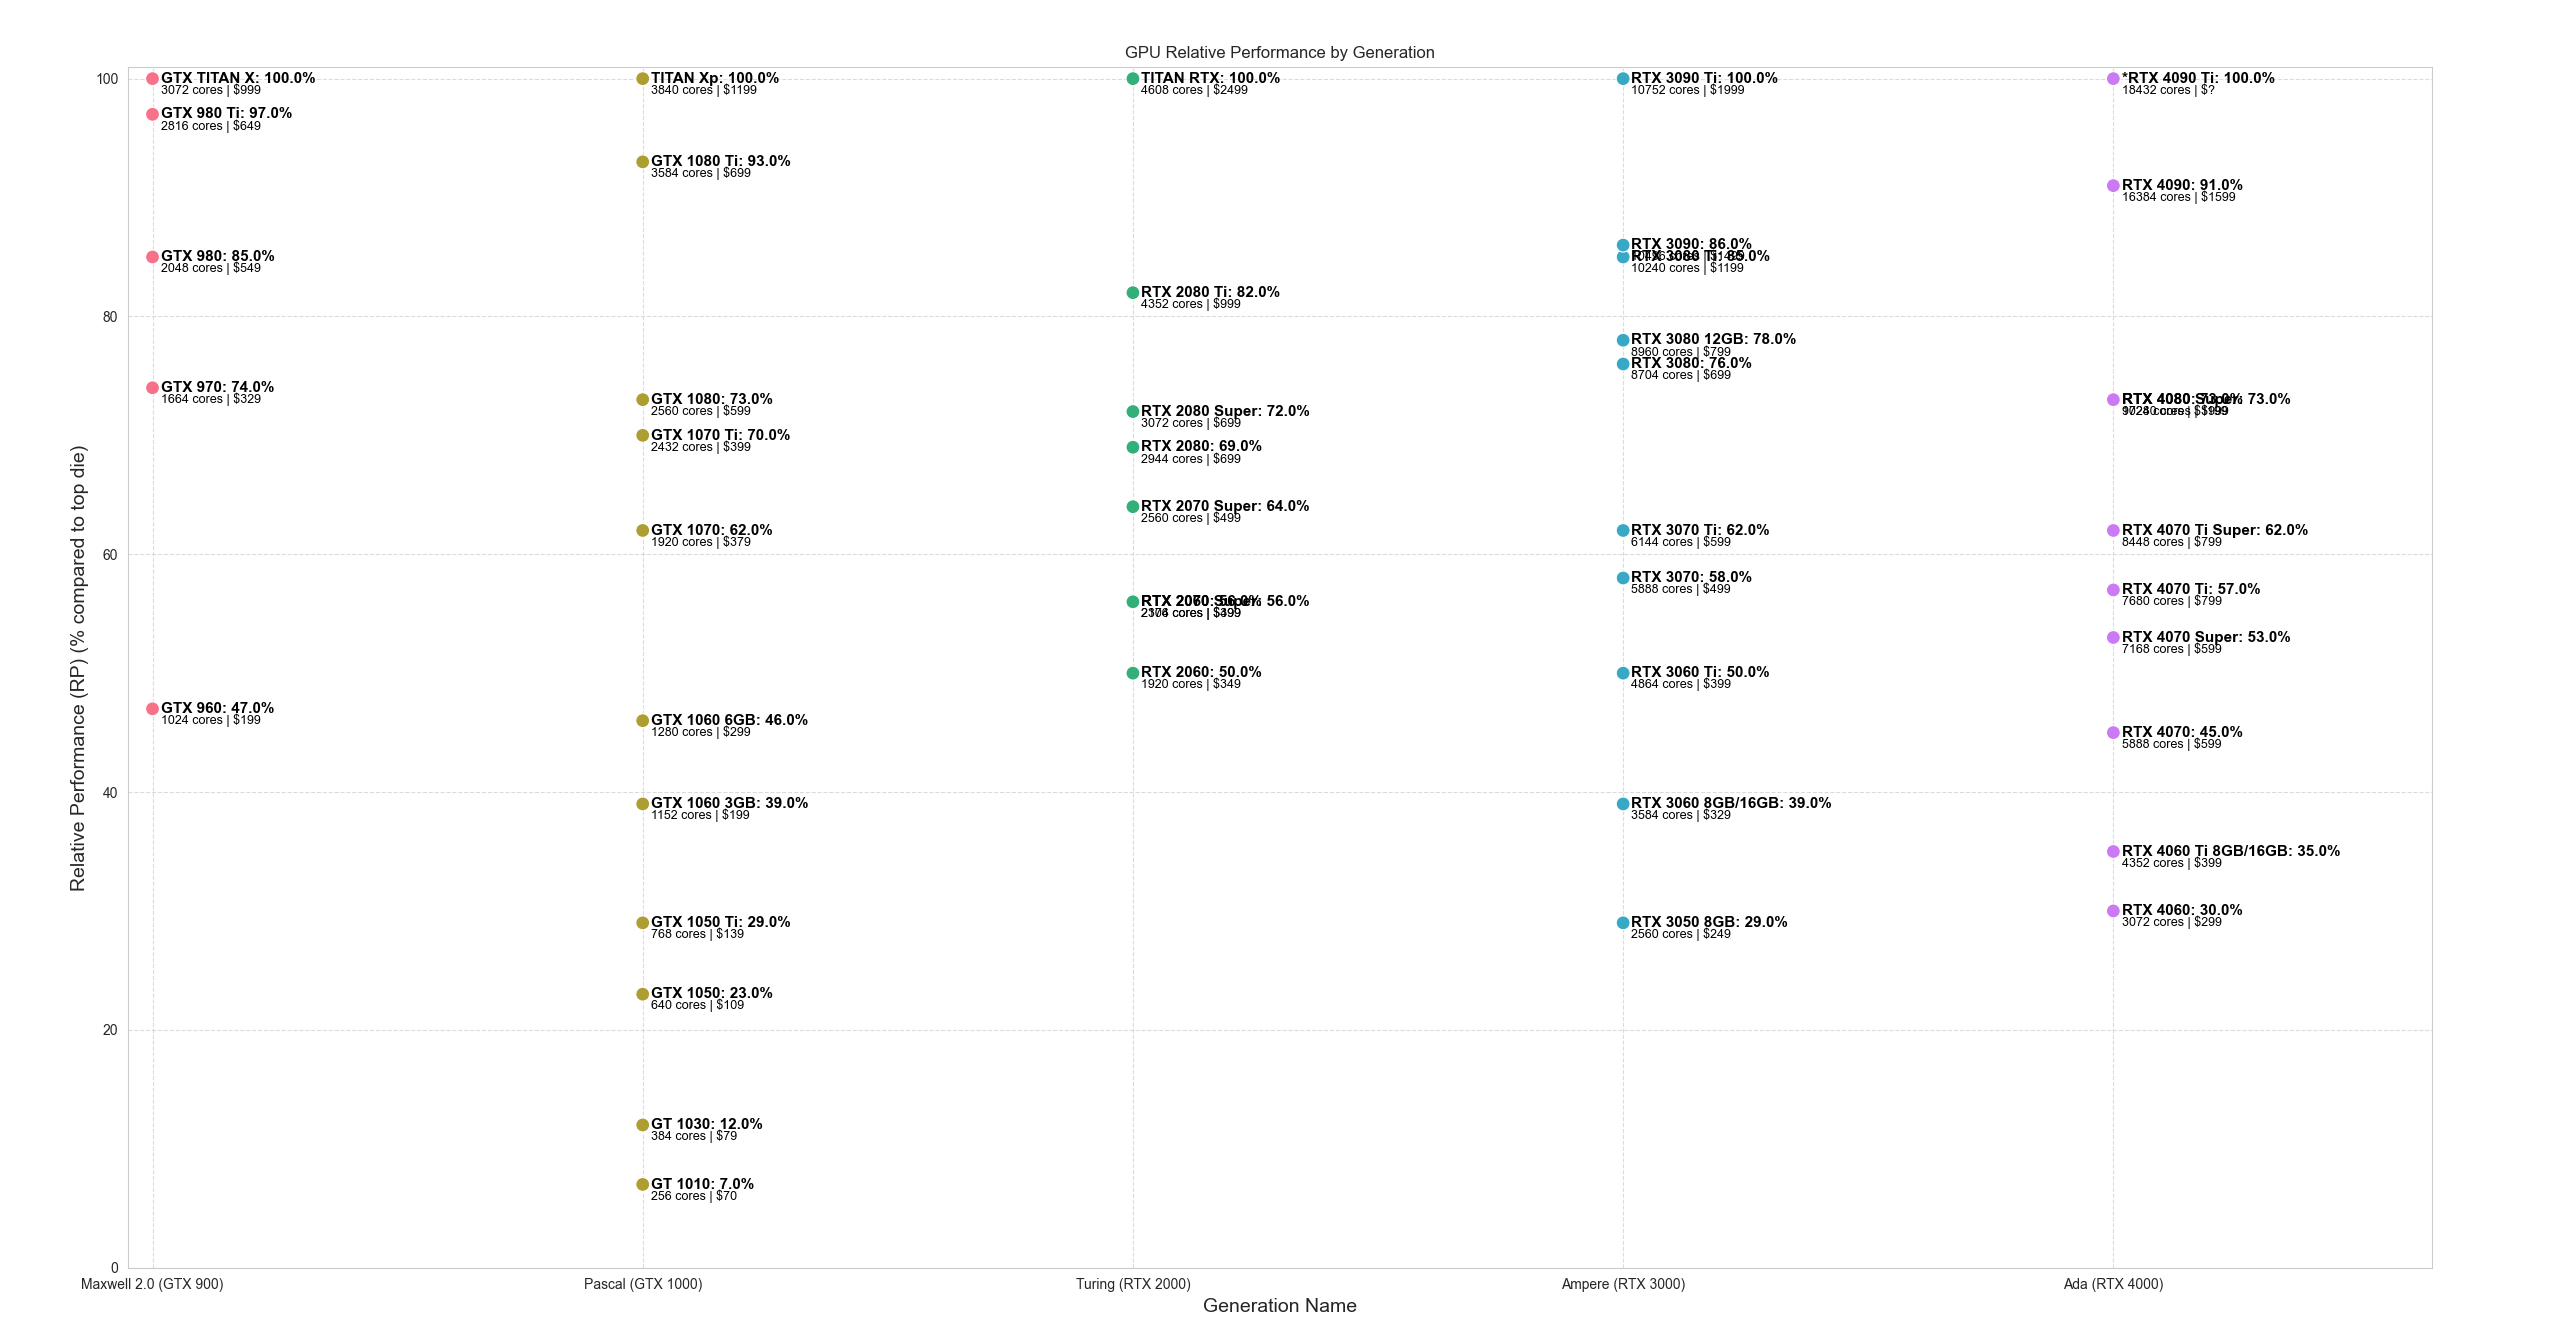 GPU Relative Performance by Generation
Relative Performance (RP) (% compared to top die)
100
80
60
40
20
0
GTX TITAN X: 100.0%
3072 cores | $999
GTX 980 Ti: 97.0%
2816 cores | $649
GTX 980: 85.0%
2048 cores | $549
GTX 970: 74.0%
1664 cores | $329
GTX 960: 47.0%
1024 cores | $199
TITAN Xp: 100.0%
3840 cores | $1199
GTX 1080 Ti: 93.0%
3584 cores | $699
GTX 1080: 73.0%
2560 cores | $599
GTX 1070 Ti: 70.0%
2432 cores | $399
GTX 1070: 62.0%
1920 cores | $379
GTX 1060 6GB: 46.0%
1280 cores | $299
GTX 1060 3GB: 39.0%
1152 cores | $199
GTX 1050 Ti: 29.0%
768 cores | $139
GTX 1050: 23.0%
640 cores | $109
GT 1030: 12.0%
384 cores | $79
GT 1010: 7.0%
256 cores | $70
TITAN RTX: 100.0%
4608 cores | $2499
RTX 2080 Ti: 82.0%
4352 cores | $999
RTX 2080 Super: 72.0%
3072 cores | $699
RTX 2080: 69.0%
2944 cores | $699
RTX 2070 Super: 64.0%
2560 cores | $499
RTX 2070: 56.0%
RTX 2060 Super: 56.0%
RTX 2060: 50.0%
1920 cores | $349
RTX 3090 Ti: 100.0%
10752 cores | $1999
RTX 3090: 86.0%
RTX 3080 Ti: 85.0%
10240 cores | $1199
RTX 3080 12GB: 78.0%
8960 cores | $799
RTX 3080: 76.0%
8704 cores | $699
RTX 3070 Ti: 62.0%
6144 cores | $599
RTX 3070: 58.0%
5888 cores | $499
RTX 3060 Ti: 50.0%
4864 cores | $399
RTX 3060 8GB/16GB: 39.0%
3584 cores | $329
RTX 3050 8GB: 29.0%
2560 cores | $249
*RTX 4090 Ti: 100.0%
18432 cores | $?
RTX 4090: 91.0%
16384 cores | $1599
RTX 4080: 73.0%
RTX 4080 Super: 73.0%
RTX 4070 Ti Super: 62.0%
8448 cores | $799
RTX 4070 Ti: 57.0%
7680 cores | $799
RTX 4070 Super: 53.0%
7168 cores | $599
RTX 4070: 45.0%
5888 cores | $599
RTX 4060 Ti 8GB/16GB: 35.0%
4352 cores | $399
RTX 4060: 30.0%
3072 cores | $299
Maxwell 2.0 (GTX 900)
Pascal (GTX 1000)
Turing (RTX 2000)
Ampere (RTX 3000)
Ada (RTX 4000)
Generation Name